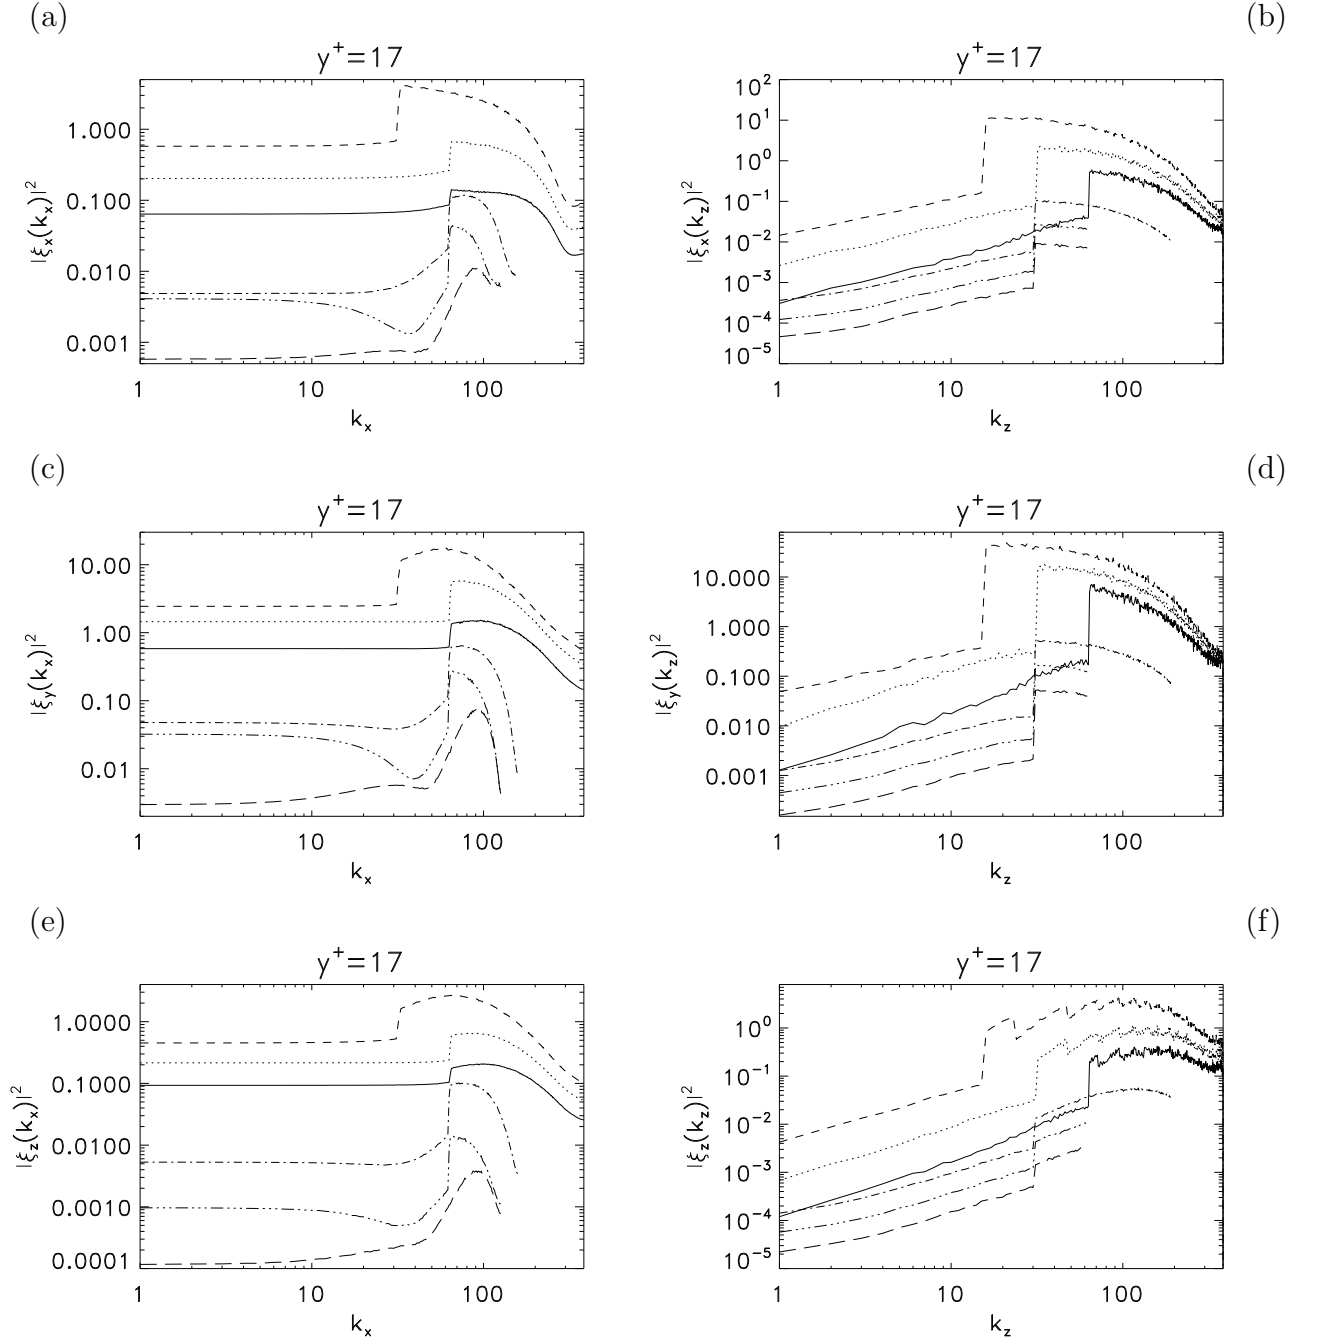 (a)
(b)
y⁺=17
y⁺=17
|ξx(kx)|²
1.000
0.100
0.010
0.001
1
10
100
kx
|ξx(kz)|²
10²
10¹
10⁰
10⁻¹
10⁻²
10⁻³
10⁻⁴
10⁻⁵
1
10
100
kz
(c)
(d)
y⁺=17
y⁺=17
|ξy(kx)|²
10.00
1.00
0.10
0.01
1
10
100
kx
|ξy(kz)|²
10.000
1.000
0.100
0.010
0.001
1
10
100
kz
(e)
(f)
y⁺=17
y⁺=17
|ξz(kx)|²
1.0000
0.1000
0.0100
0.0010
0.0001
1
10
100
kx
|ξz(kz)|²
10⁰
10⁻¹
10⁻²
10⁻³
10⁻⁴
10⁻⁵
1
10
100
kz